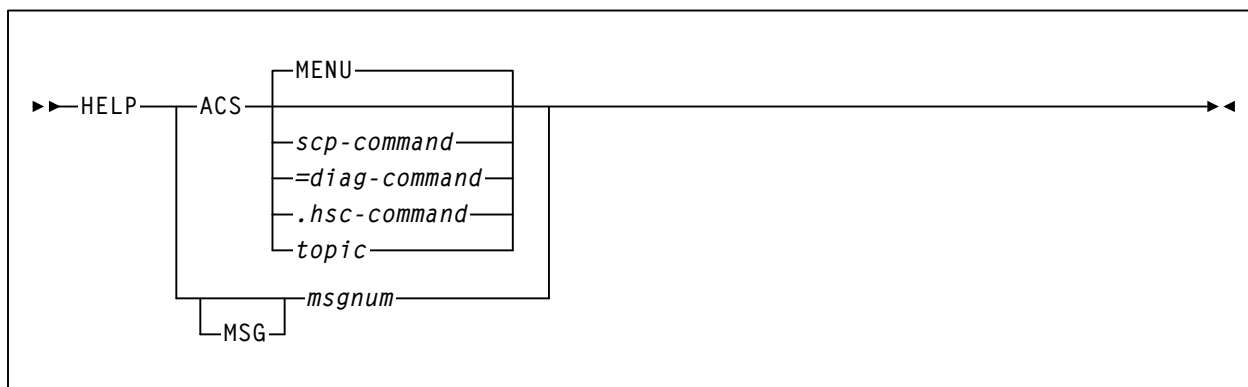 MENU
HELP ACS
scp-command
=diag-command
.hsc-command
topic
msgnum
MSG